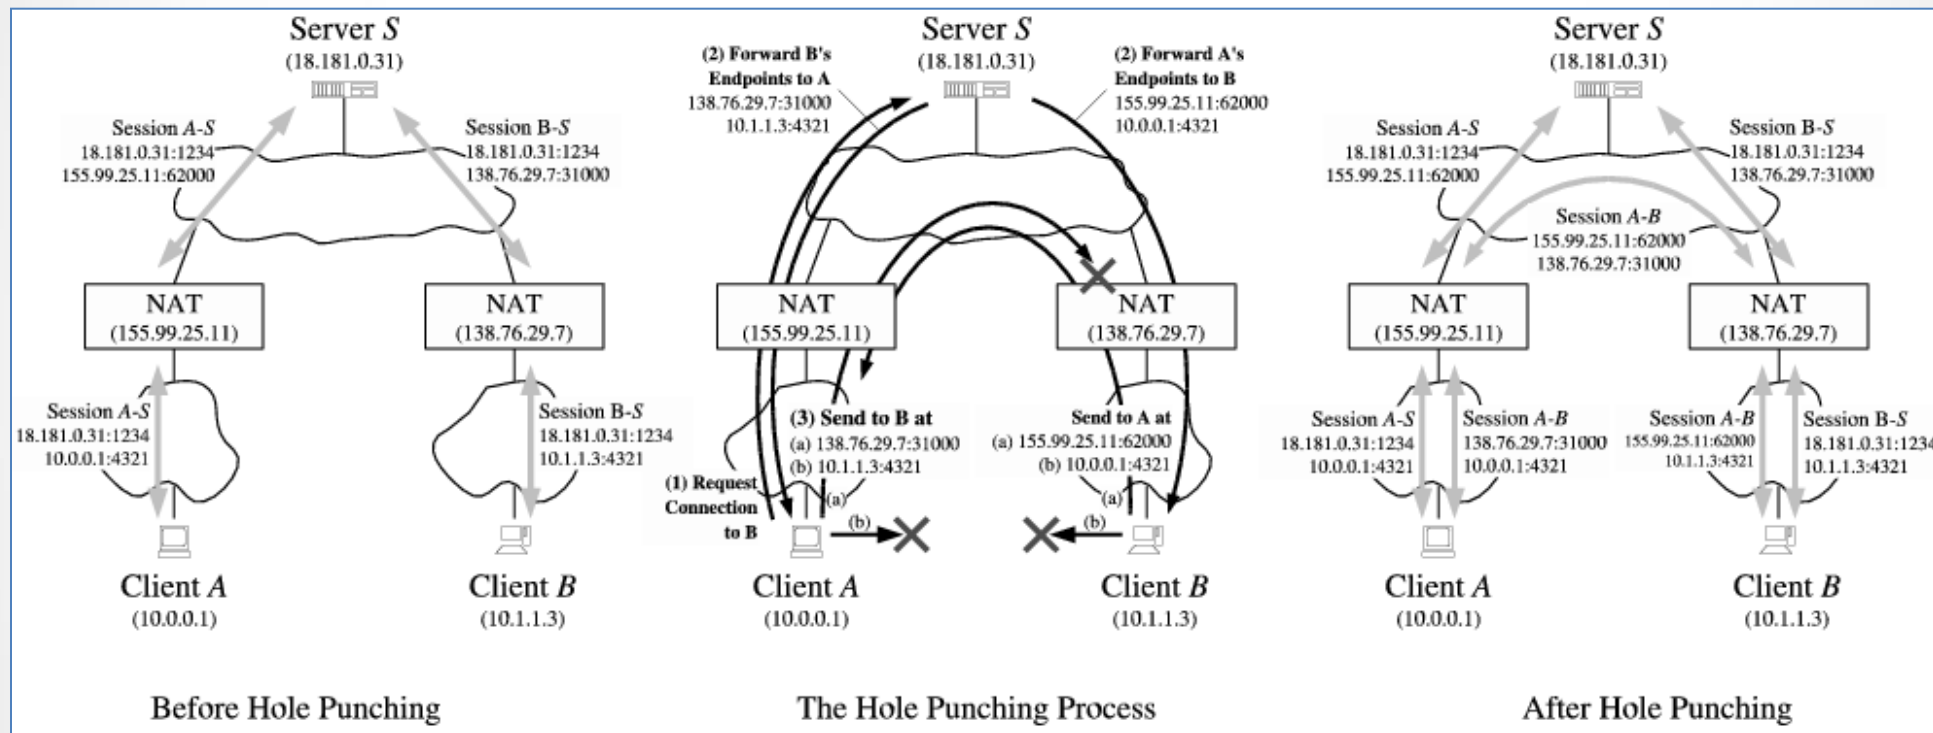 Server S
(18.181.0.31)
Session A-S
18.181.0.31:1234
155.99.25.11:62000
Session B-S
18.181.0.31:1234
138.76.29.7:31000
NAT
(155.99.25.11)
NAT
(138.76.29.7)
Session A-S
18.181.0.31:1234
10.0.0.1:4321
Session B-S
18.181.0.31:1234
10.1.1.3:4321
Client A
(10.0.0.1)
Client B
(10.1.1.3)
Before Hole Punching
Server S
(18.181.0.31)
(2) Forward B's
Endpoints to A
138.76.29.7:31000
10.1.1.3:4321
(2) Forward A's
Endpoints to B
155.99.25.11:62000
10.0.0.1:4321
NAT
(155.99.25.11)
NAT
(138.76.29.7)
(3) Send to B at
(a) 138.76.29.7:31000
(b) 10.1.1.3:4321
Send to A at
(a) 155.99.25.11:62000
(b) 10.0.0.1:4321
(1) Request
Connection
to B
(a)
(b)
(a)
(b)
Client A
(10.0.0.1)
Client B
(10.1.1.3)
The Hole Punching Process
Server S
(18.181.0.31)
Session A-S
18.181.0.31:1234
155.99.25.11:62000
Session B-S
18.181.0.31:1234
138.76.29.7:31000
Session A-B
155.99.25.11:62000
138.76.29.7:31000
NAT
(155.99.25.11)
NAT
(138.76.29.7)
Session A-S
18.181.0.31:1234
10.0.0.1:4321
Session A-B
138.76.29.7:31000
10.0.0.1:4321
Session A-B
155.99.25.11:62000
10.1.1.3:4321
Session B-S
18.181.0.31:1234
10.1.1.3:4321
Client A
(10.0.0.1)
Client B
(10.1.1.3)
After Hole Punching